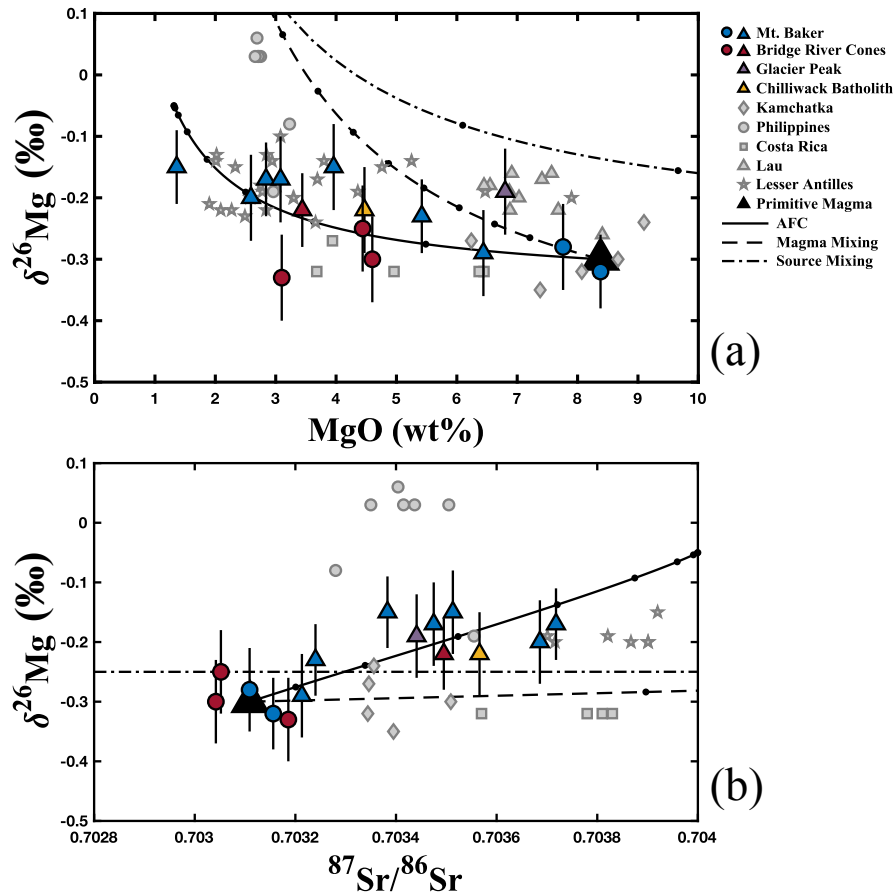 0.1
0
-0.1
-0.2
-0.3
-0.4
-0.5
δ26Mg (‰)
0 1 2 3 4 5 6 7 8 9 10
MgO (wt%)
(a)
Mt. Baker
Bridge River Cones
Glacier Peak
Chilliwack Batholith
Kamchatka
Philippines
Costa Rica
Lau
Lesser Antilles
Primitive Magma
AFC
Magma Mixing
Source Mixing
0.1
0
-0.1
-0.2
-0.3
-0.4
-0.5
δ26Mg (‰)
0.7028 0.703 0.7032 0.7034 0.7036 0.7038 0.704
87Sr/86Sr
(b)